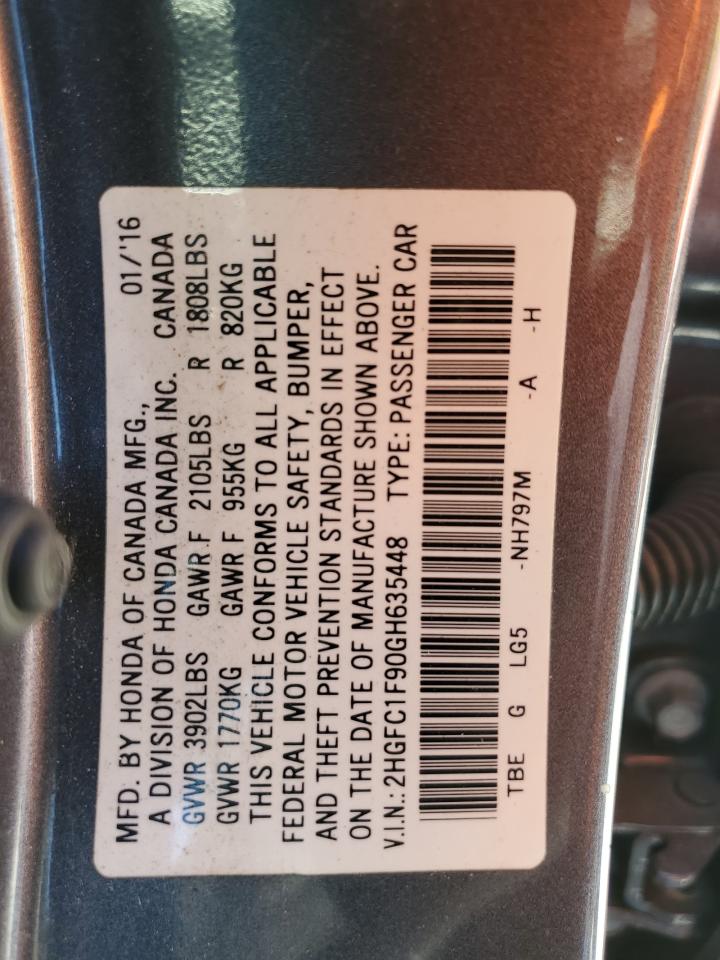 MFD. BY HONDA OF CANADA MFG., 01/'16
A DIVISION OF HONDA CANADA INC. CANADA
GVWR 3902LBS GAWR F 2105LBS R 1808LBS
GVWR 1770KG GAWR F 955KG R 820KG
THIS VEHICLE CONFORMS TO ALL APPLICABLE
FEDERAL MOTOR VEHICLE SAFETY, BUMPER,
AND THEFT PREVENTION STANDARDS IN EFFECT
ON THE DATE OF MANUFACTURE SHOWN ABOVE.
V.I.N.: 2HGFC1F90GH635448 TYPE: PASSENGER CAR
TBE G LG5 -NH797M -A -H